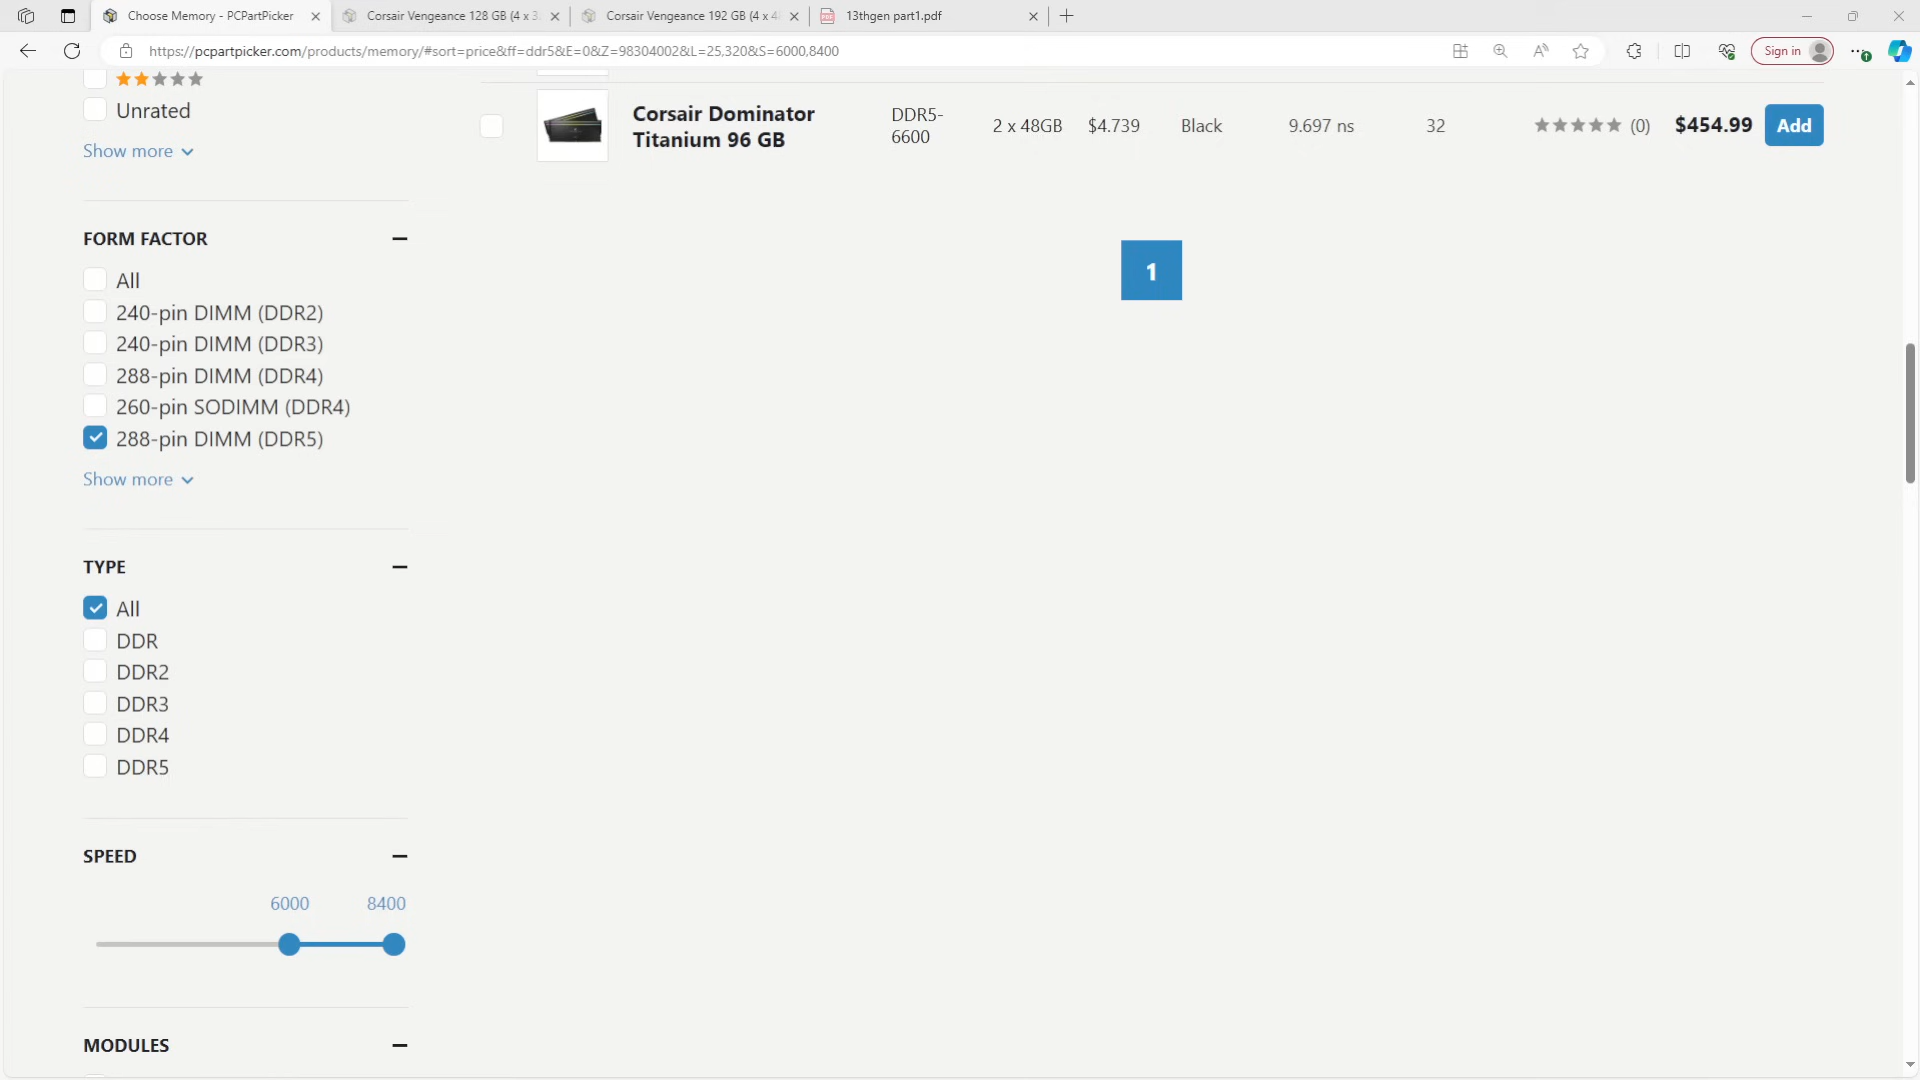 Choose Memory - PCPartPicker
Corsair Vengeance 128 GB (4 x 3
Corsair Vengeance 192 GB (4 x 4
13thgen part1.pdf
https://pcpartpicker.com/products/memory/#sort=price&ff=ddr5&E=0&Z=98304002&L=25,320&S=6000,8400
Sign in
Unrated
Show more
Corsair Dominator
Titanium 96 GB
DDR5-
6600
2 x 48GB
$4.739
Black
9.697 ns
32
(0)
$454.99
Add
1
FORM FACTOR
All
240-pin DIMM (DDR2)
240-pin DIMM (DDR3)
288-pin DIMM (DDR4)
260-pin SODIMM (DDR4)
288-pin DIMM (DDR5)
Show more
TYPE
All
DDR
DDR2
DDR3
DDR4
DDR5
SPEED
6000 8400
MODULES